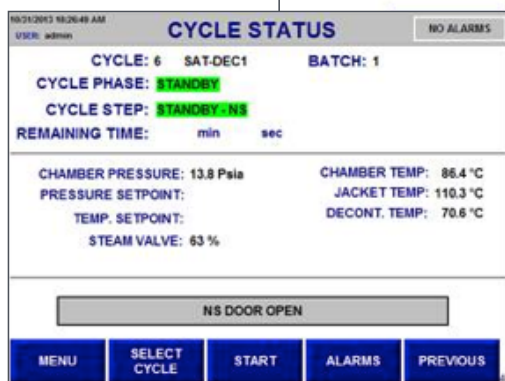 10/31/2013 10:26:49 AM
USER: admin
CYCLE STATUS
NO ALARMS
CYCLE: 6 SAT-DEC1 BATCH: 1
CYCLE PHASE: STANDBY
CYCLE STEP: STANDBY - NS
REMAINING TIME: min sec
CHAMBER PRESSURE: 13.8 Psia
PRESSURE SETPOINT:
TEMP. SETPOINT:
STEAM VALVE: 63 %
CHAMBER TEMP: 86.4 °C
JACKET TEMP: 110.3 °C
DECONT. TEMP: 70.6 °C
NS DOOR OPEN
MENU
SELECT
CYCLE
START
ALARMS
PREVIOUS